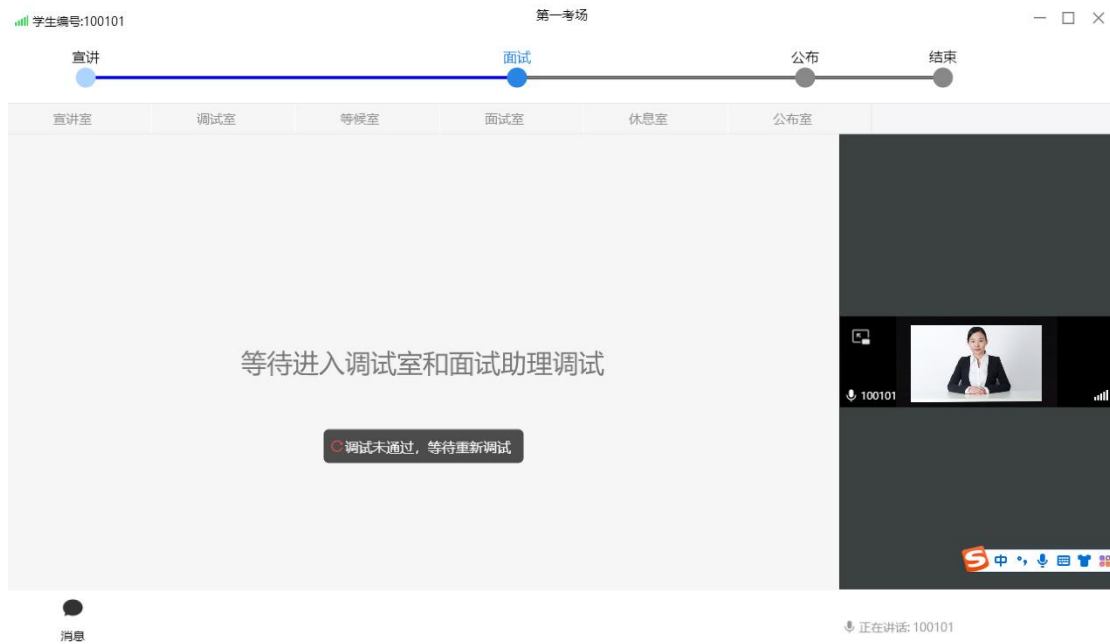 学生编号:100101
第一考场
宣讲 面试 公布 结束
宣讲室 调试室 等候室 面试室 休息室 公布室
等待进入调试室和面试助理调试
100101
调试未通过，等待重新调试
中
消息
正在讲话: 100101